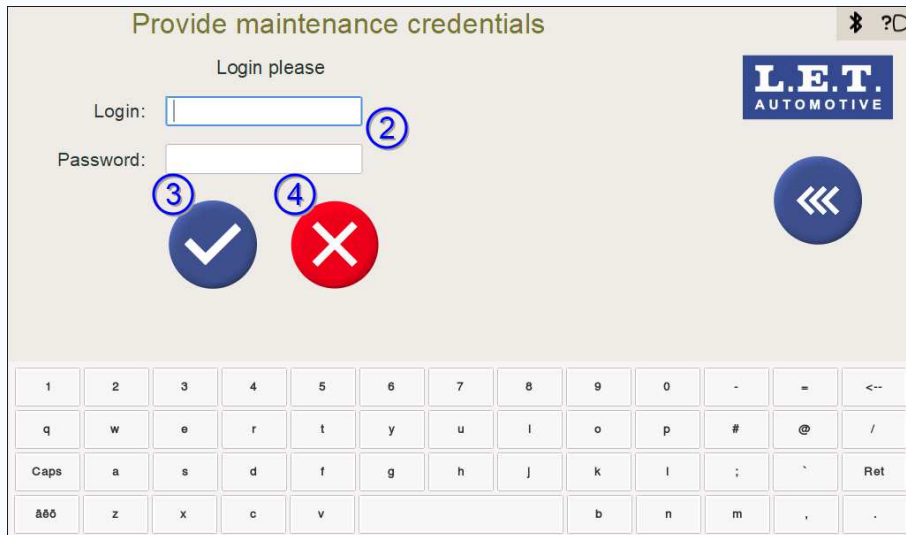 Provide maintenance credentials
?
Login please
L.E.T.
AUTOMOTIVE
Login:
2
Password:
3 4
1 2 3 4 5 6 7 8 9 0 - = <--
q w e r t y u i o p # @ /
Caps a s d f g h j k l ; ` Ret
äëö z x c v b n m , .